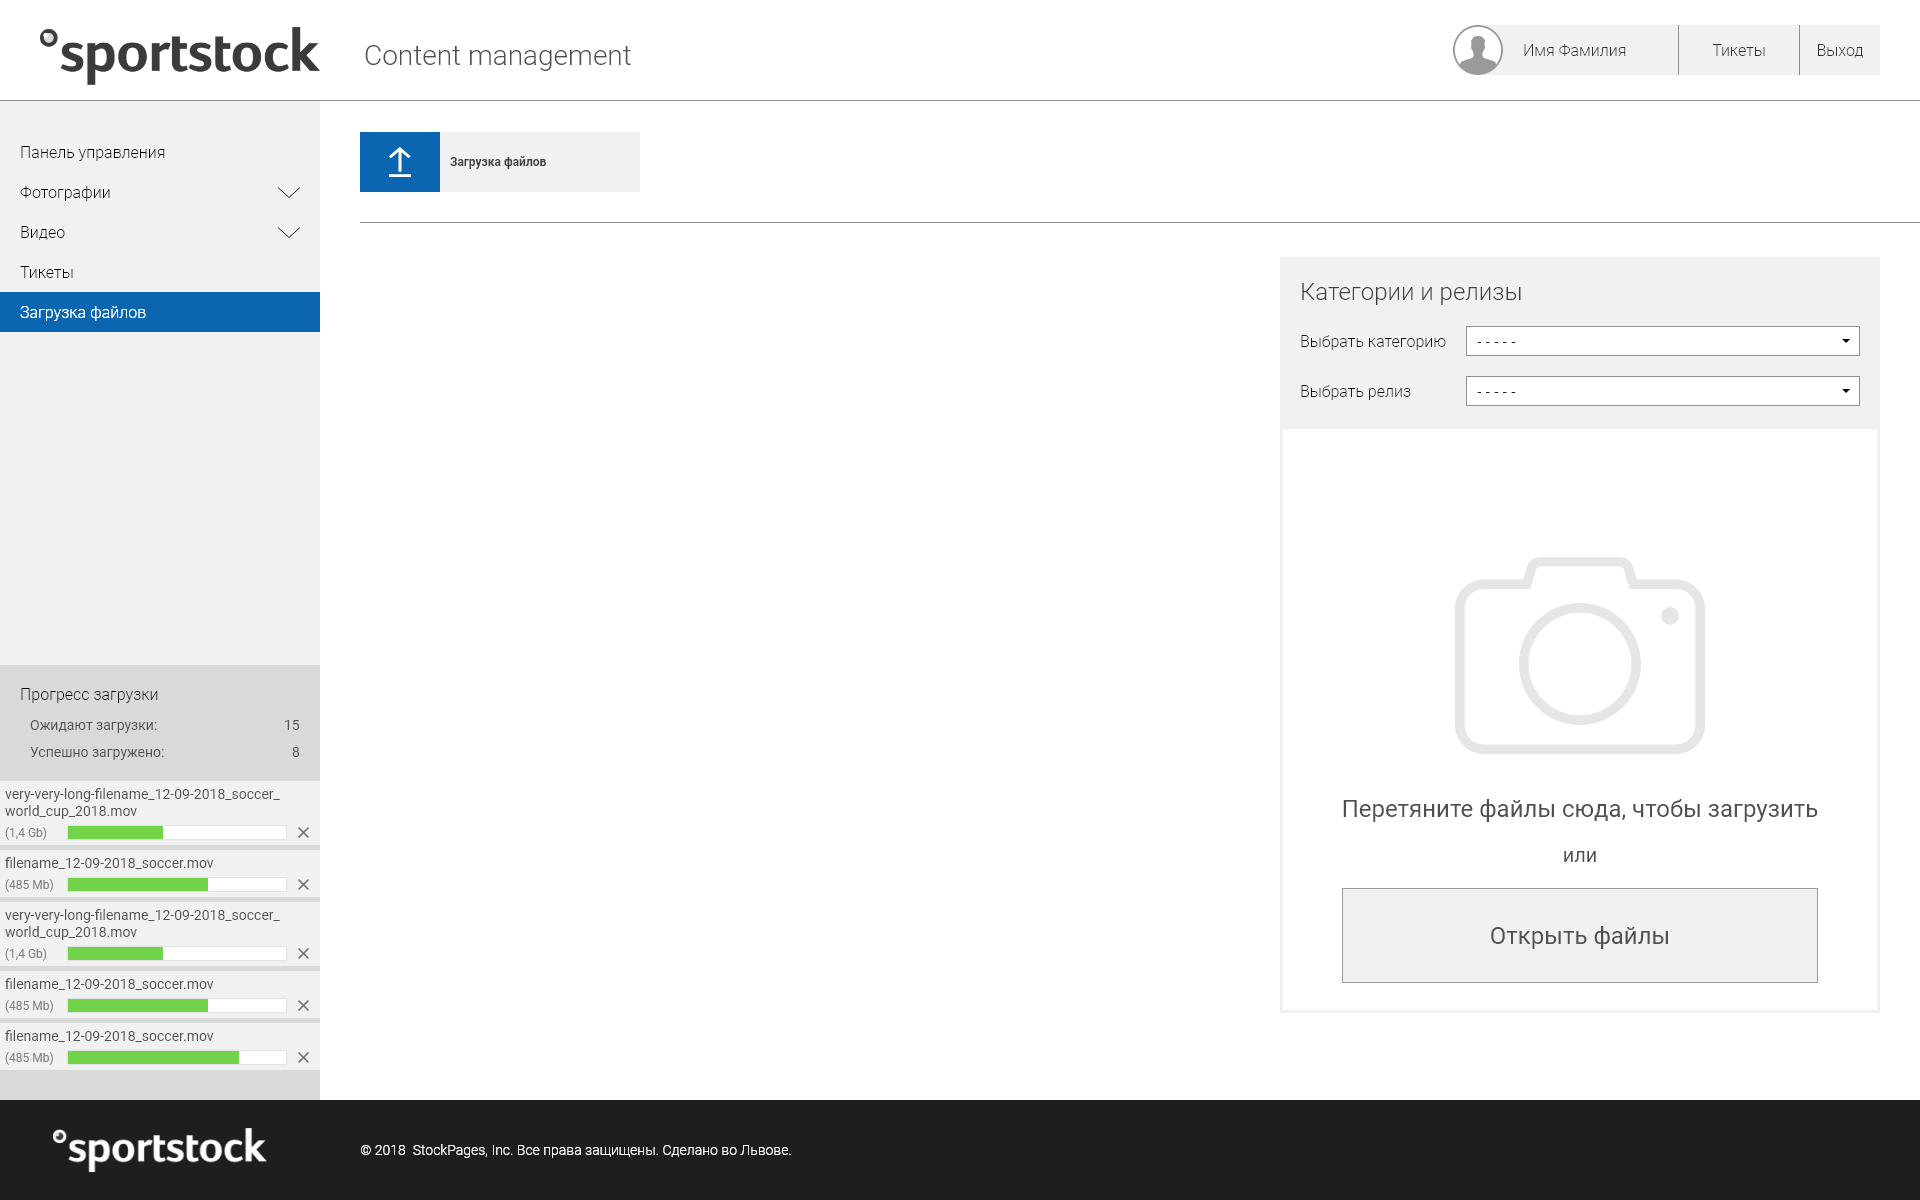 sportstock
Content management
Имя Фамилия
Тикеты
Выход
Панель управления
Фотографии
Видео
Тикеты
Загрузка файлов
Загрузка файлов
Категории и релизы
Выбрать категорию
- - - - -
Выбрать релиз
- - - - -
Перетяните файлы сюда, чтобы загрузить
или
Открыть файлы
Прогресс загрузки
Ожидают загрузки: 15
Успешно загружено: 8
very-very-long-filename_12-09-2018_soccer_
world_cup_2018.mov
(1,4 Gb)
filename_12-09-2018_soccer.mov
(485 Mb)
very-very-long-filename_12-09-2018_soccer_
world_cup_2018.mov
(1,4 Gb)
filename_12-09-2018_soccer.mov
(485 Mb)
filename_12-09-2018_soccer.mov
(485 Mb)
sportstock
© 2018 StockPages, Inc. Все права защищены. Сделано во Львове.